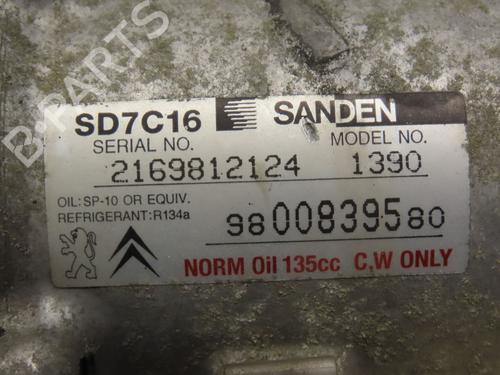 B-PARTS
SD7C16 SANDEN
SERIAL NO. MODEL NO.
2169812124 1390
OIL:SP-10 OR EQUIV.
REFRIGERANT:R134a
9800839580
NORM Oil 135cc C.W ONLY